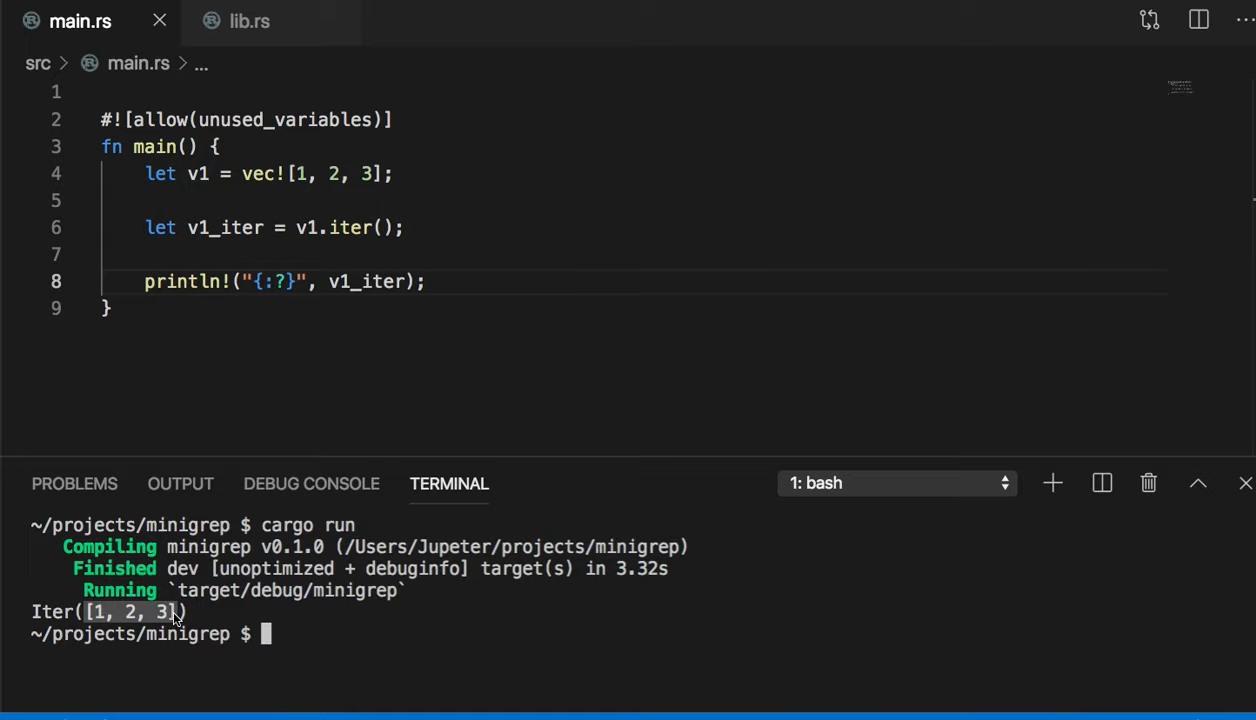 main.rs lib.rs
src > main.rs > ...
1
2 #![allow(unused_variables)]
3 fn main() {
4 let v1 = vec![1, 2, 3];
5
6 let v1_iter = v1.iter();
7
8 println!("{:?}", v1_iter);
9 }
PROBLEMS OUTPUT DEBUG CONSOLE TERMINAL 1: bash
~/projects/minigrep $ cargo run
Compiling minigrep v0.1.0 (/Users/Jupeter/projects/minigrep)
Finished dev [unoptimized + debuginfo] target(s) in 3.32s
Running `target/debug/minigrep`
Iter([1, 2, 3])
~/projects/minigrep $